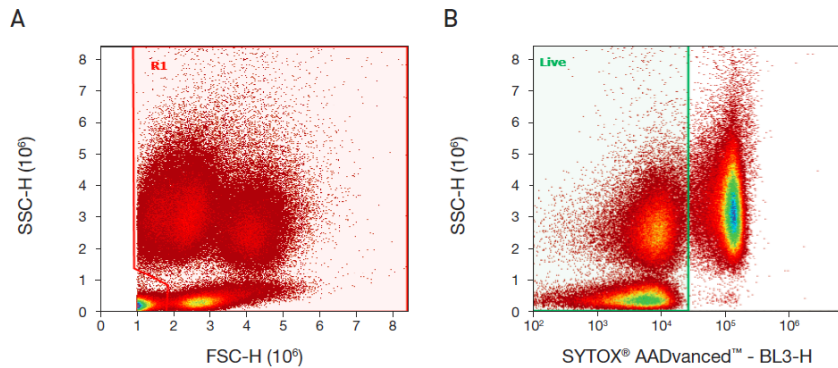 A
R1
SSC-H (10⁶)
8
7
6
5
4
3
2
1
0
0 1 2 3 4 5 6 7 8
FSC-H (10⁶)
B
Live
SSC-H (10⁶)
8
7
6
5
4
3
2
1
0
10² 10³ 10⁴ 10⁵ 10⁶
SYTOX® AADvanced™ - BL3-H